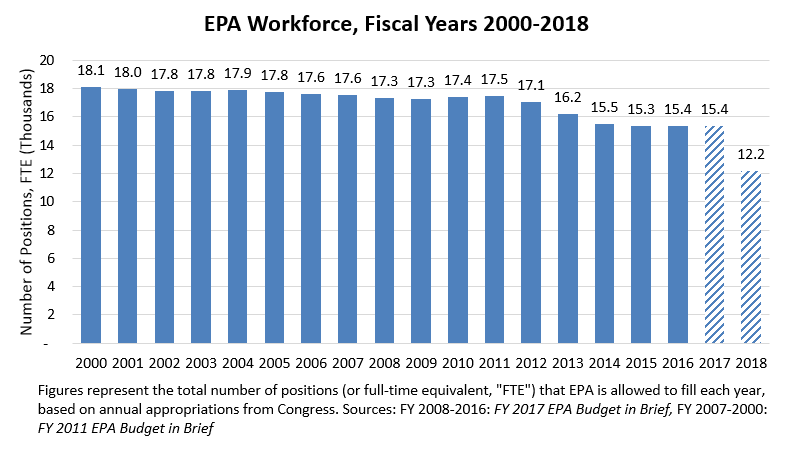 EPA Workforce, Fiscal Years 2000-2018
Number of Positions, FTE (Thousands)
20
18
16
14
12
10
8
6
4
2
-
18.1 18.0 17.8 17.8 17.9 17.8 17.6 17.6 17.3 17.3 17.4 17.5 17.1 16.2 15.5 15.3 15.4 15.4 12.2
2000 2001 2002 2003 2004 2005 2006 2007 2008 2009 2010 2011 2012 2013 2014 2015 2016 2017 2018
Figures represent the total number of positions (or full-time equivalent, "FTE") that EPA is allowed to fill each year,
based on annual appropriations from Congress. Sources: FY 2008-2016: FY 2017 EPA Budget in Brief, FY 2007-2000:
FY 2011 EPA Budget in Brief